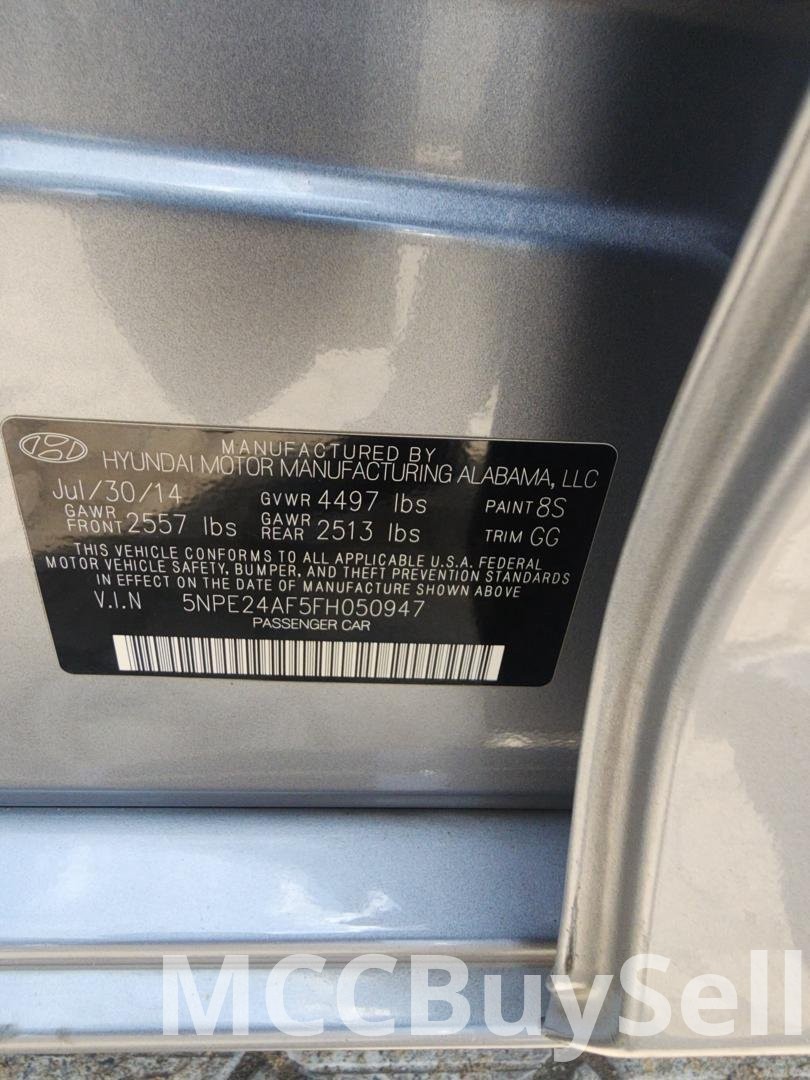 MANUFACTURED BY
HYUNDAI MOTOR MANUFACTURING ALABAMA, LLC
Jul/30/14 GVWR 4497 lbs PAINT 8S
GAWR FRONT 2557 lbs GAWR REAR 2513 lbs TRIM GG
THIS VEHICLE CONFORMS TO ALL APPLICABLE U.S.A. FEDERAL
MOTOR VEHICLE SAFETY, BUMPER, AND THEFT PREVENTION STANDARDS
IN EFFECT ON THE DATE OF MANUFACTURE SHOWN ABOVE
V.I.N 5NPE24AF5FH050947
PASSENGER CAR
MCCBuySell